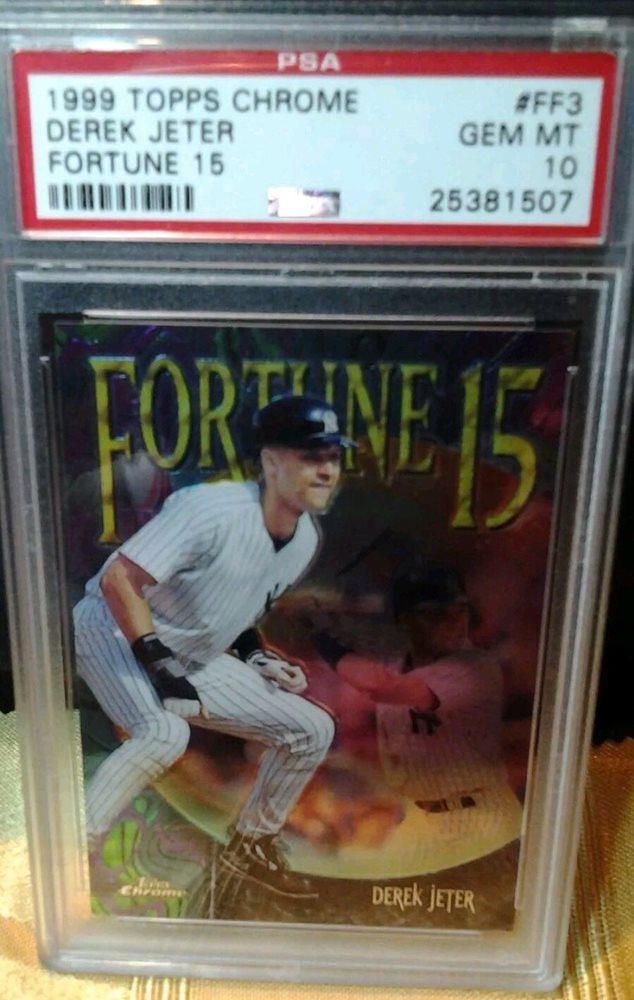 PSA
1999 TOPPS CHROME #FF3
DEREK JETER GEM MT
FORTUNE 15 10
25381507
FORTUNE 15
NY
Topps
Chrome
DEREK JETER